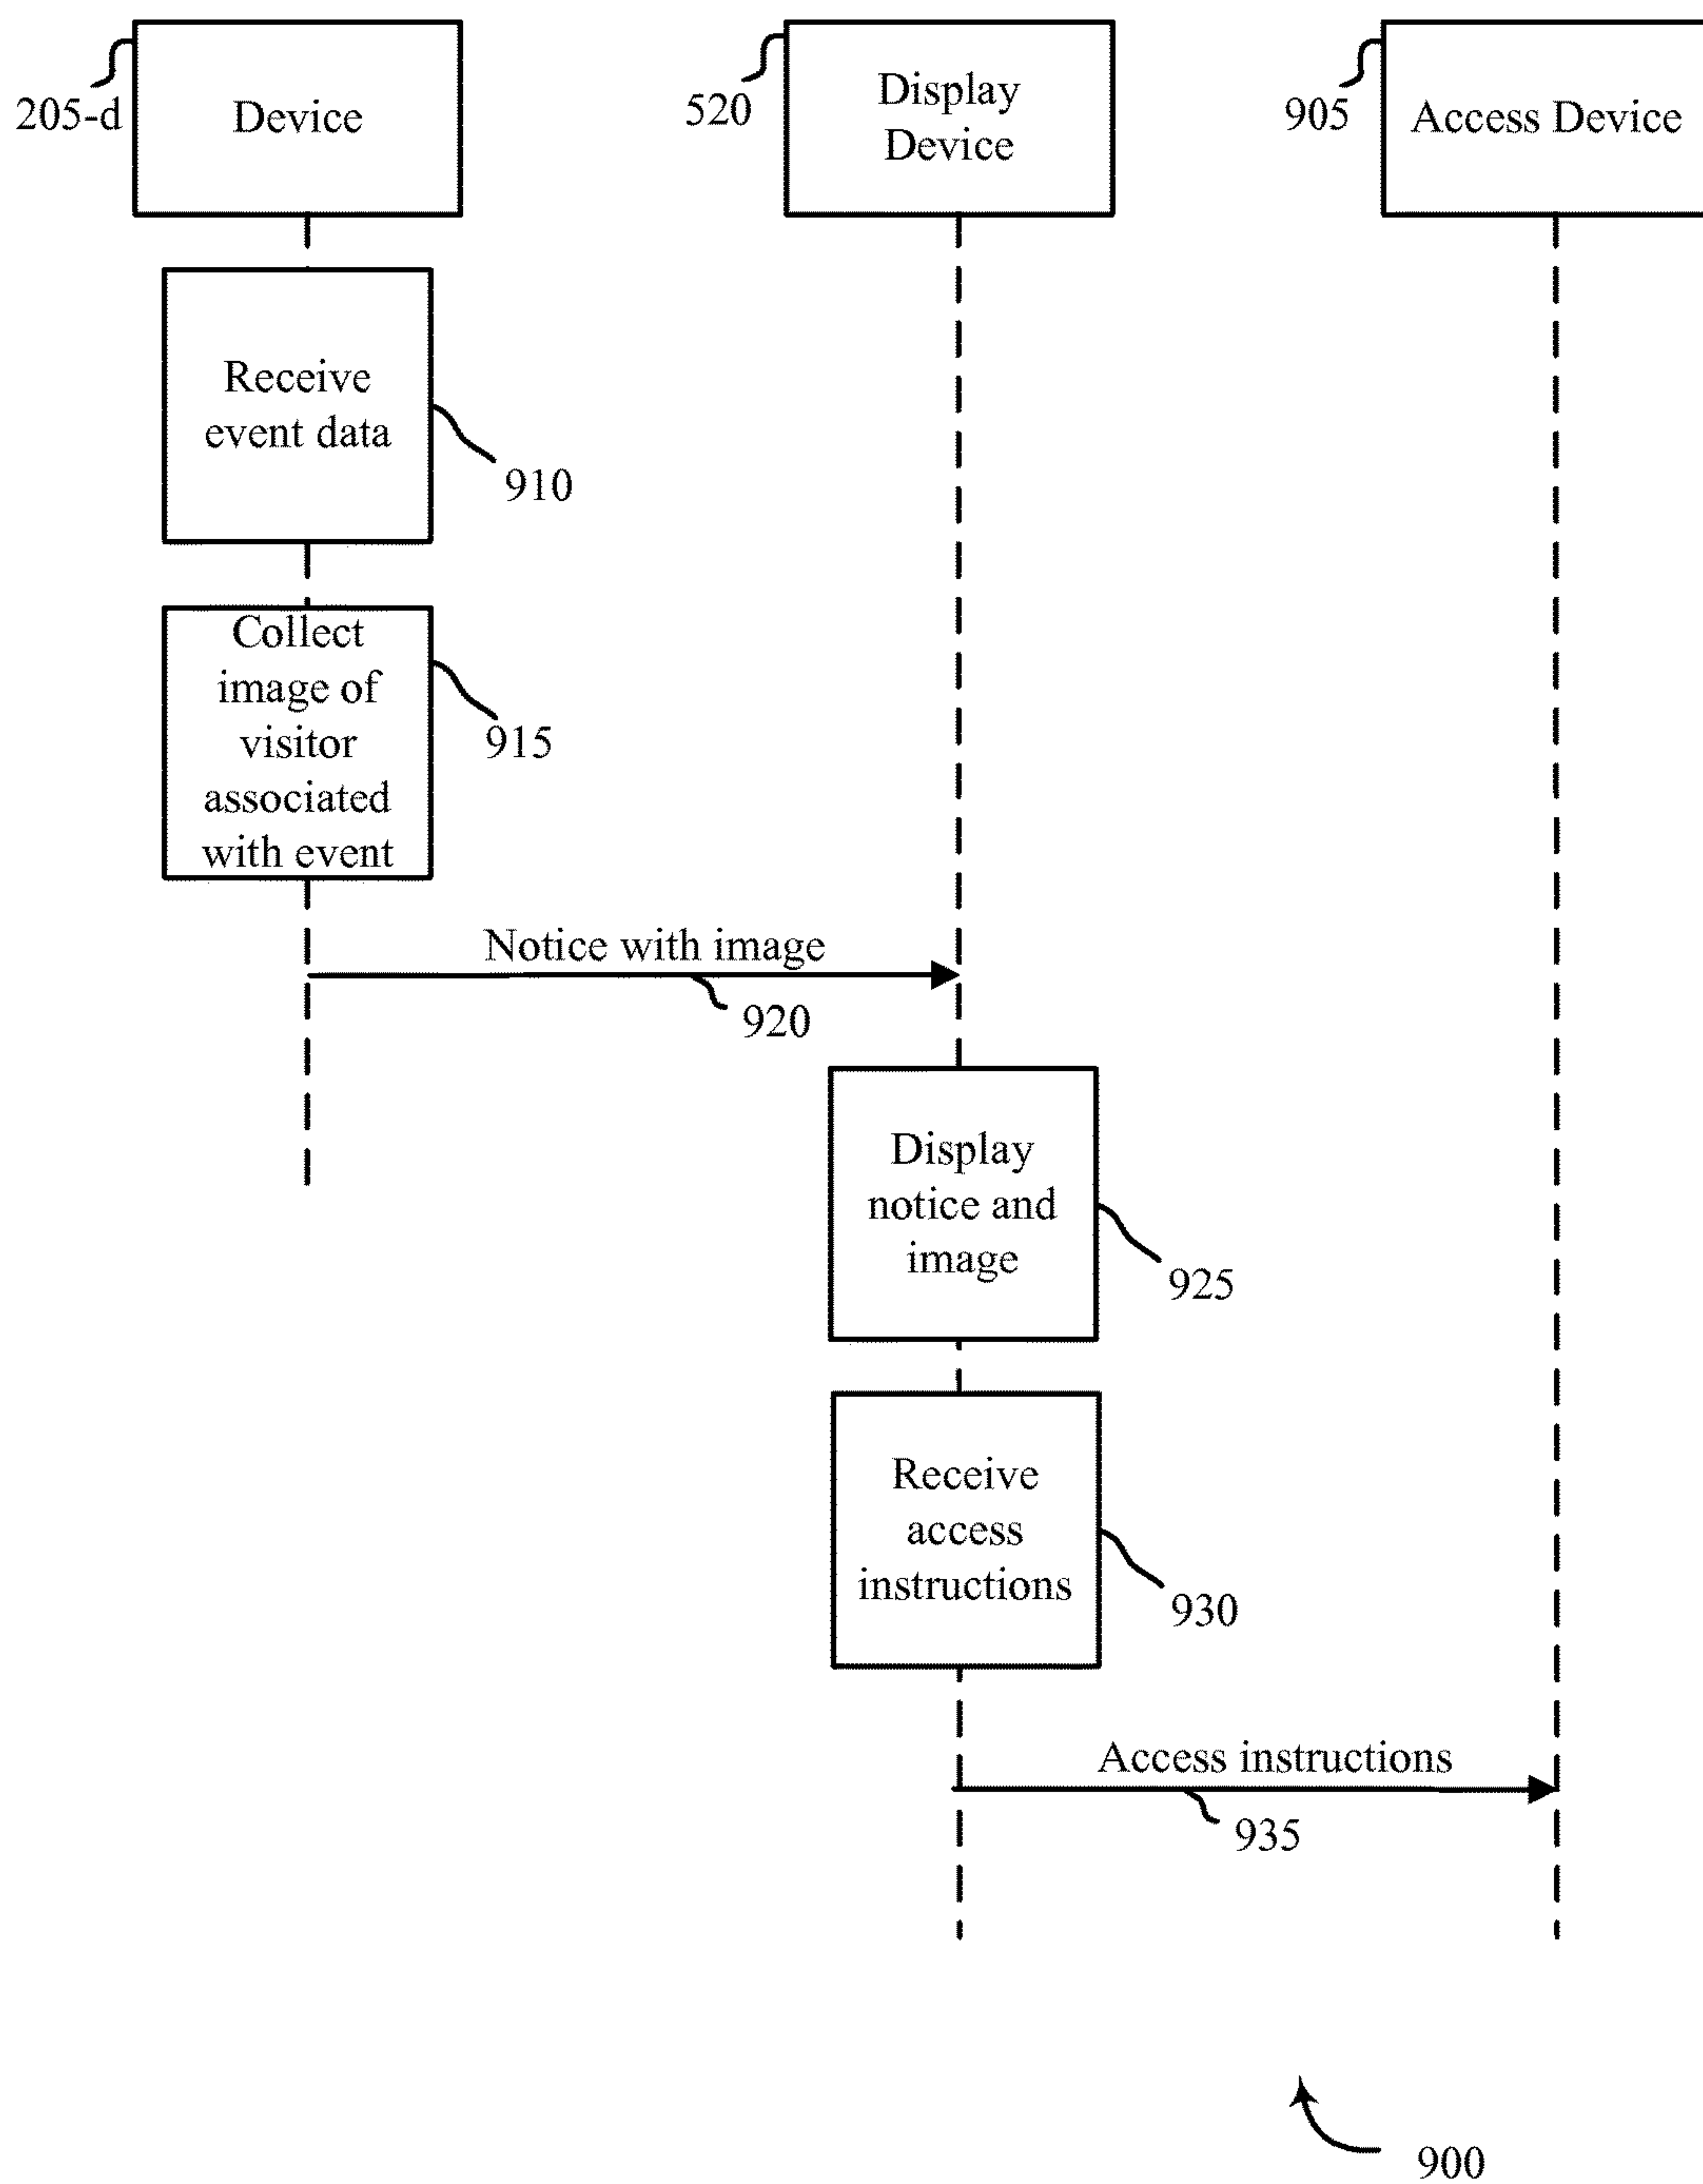 205-d
Device
520
Display
Device
905
Access Device
Receive
event data
910
Collect
image of
visitor
associated
with event
915
Notice with image
920
Display
notice and
image
925
Receive
access
instructions
930
Access instructions
935
900